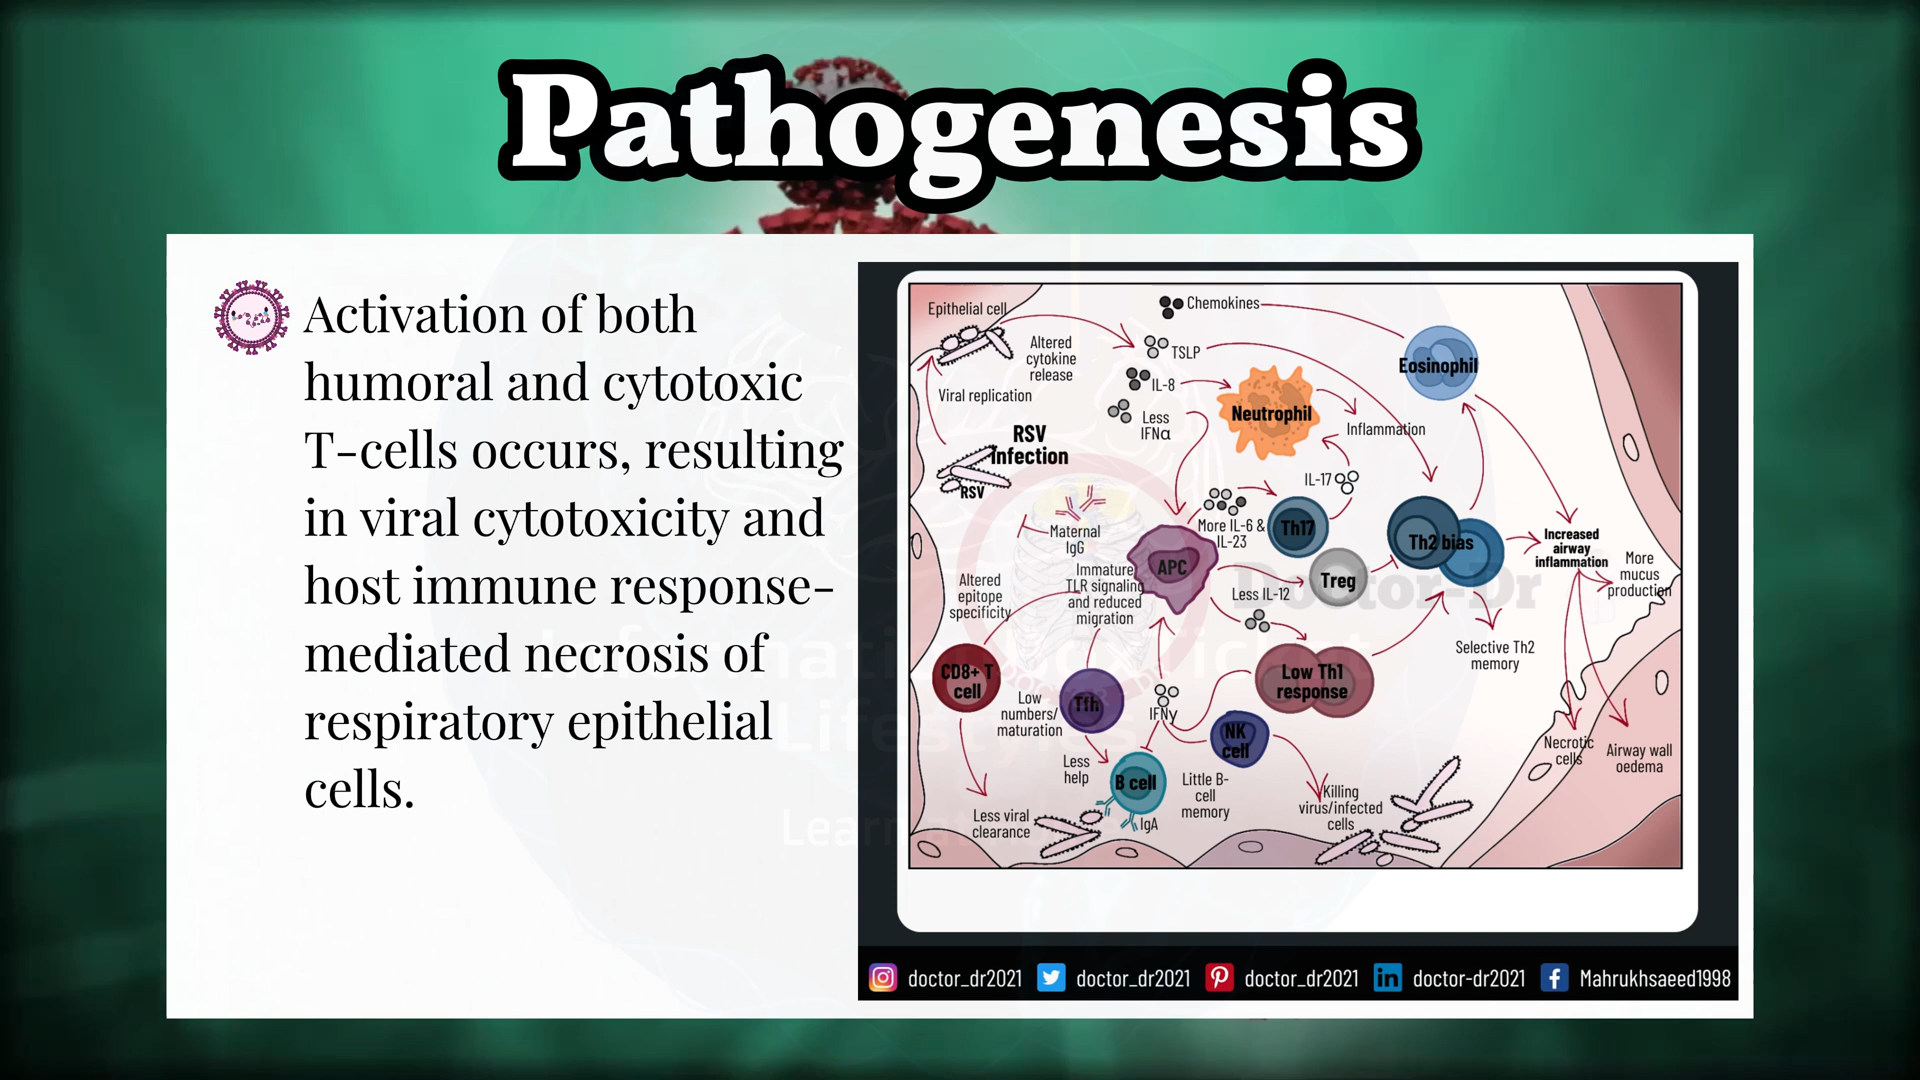 Pathogenesis
Activation of both
humoral and cytotoxic
T-cells occurs, resulting
in viral cytotoxicity and
host immune response-
mediated necrosis of
respiratory epithelial
cells.
Epithelial cell
Chemokines
Altered
cytokine
release
TSLP
IL-8
Viral replication
Less
IFNα
Eosinophil
Neutrophil
Inflammation
RSV
infection
RSV
IL-17
Maternal
IgG
More IL-6 &
IL-23
Th17
Th2 bias
Increased
airway
inflammation
More
mucus
production
APC
Treg
Immature
TLR signaling
and reduced
migration
Altered
epitope
specificity
Less IL-12
Selective Th2
memory
CD8+ T
cell
Low
numbers/
maturation
Tfh
IFNγ
Low Th1
response
NK
cell
Necrotic
cells
Airway wall
oedema
Less
help
B cell
Little B-
cell
memory
Killing
virus/infected
cells
Less viral
clearance
IgA
Doctor-Dr
Lifestyles
doctor_dr2021
doctor_dr2021
doctor_dr2021
doctor-dr2021
Mahrukhsaeed1998